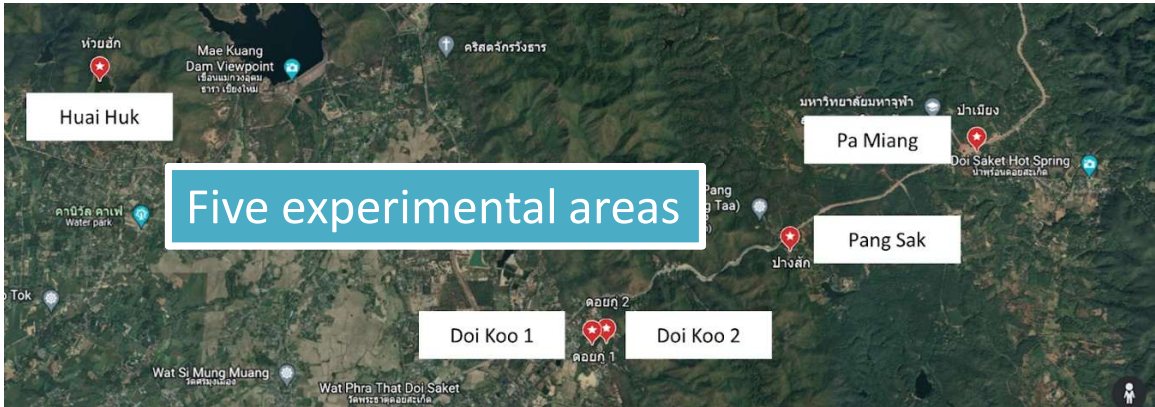 ห้วยฮัก
Huai Huk
Mae Kuang
Dam Viewpoint
เขื่อนแม่กวงอุดม
ธารา เชียงใหม่
คริสตจักรวังธาร
มหาวิทยาลัยมหาจุฬา
ป่าเมียง
Pa Miang
Doi Saket Hot Spring
น้ำพุร้อนดอยสะเก็ด
Five experimental areas
คานิวัล คาเฟ่
Water park
Pang
g Taa)
Pang Sak
ปางสัก
Tok
ดอยกู่ 2
Doi Koo 1
Doi Koo 2
ดอยกู่ 1
Wat Si Mung Muang
วัดศรีมุงเมือง
Wat Phra That Doi Saket
วัดพระธาตุดอยสะเก็ด